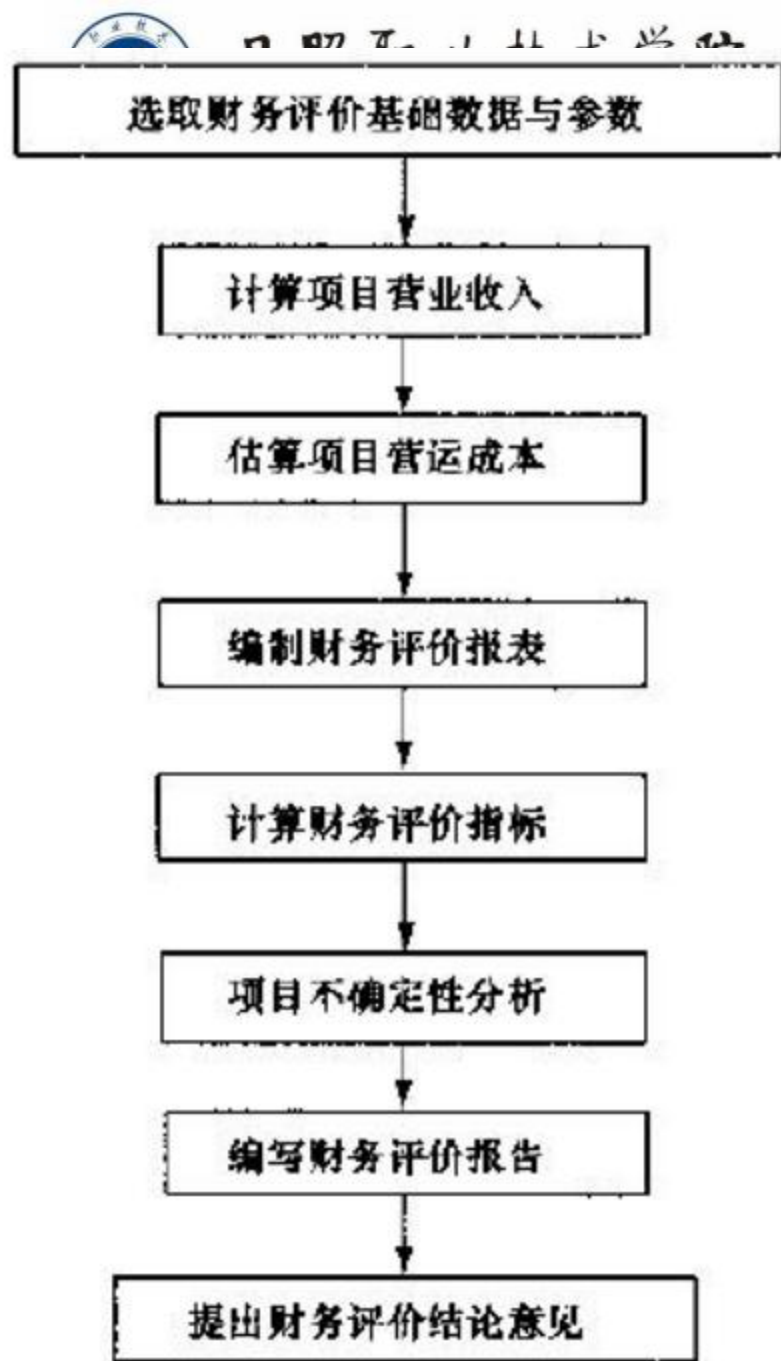 选取财务评价基础数据与参数
计算项目营业收入
估算项目营运成本
编制财务评价报表
计算财务评价指标
项目不确定性分析
编写财务评价报告
提出财务评价结论意见